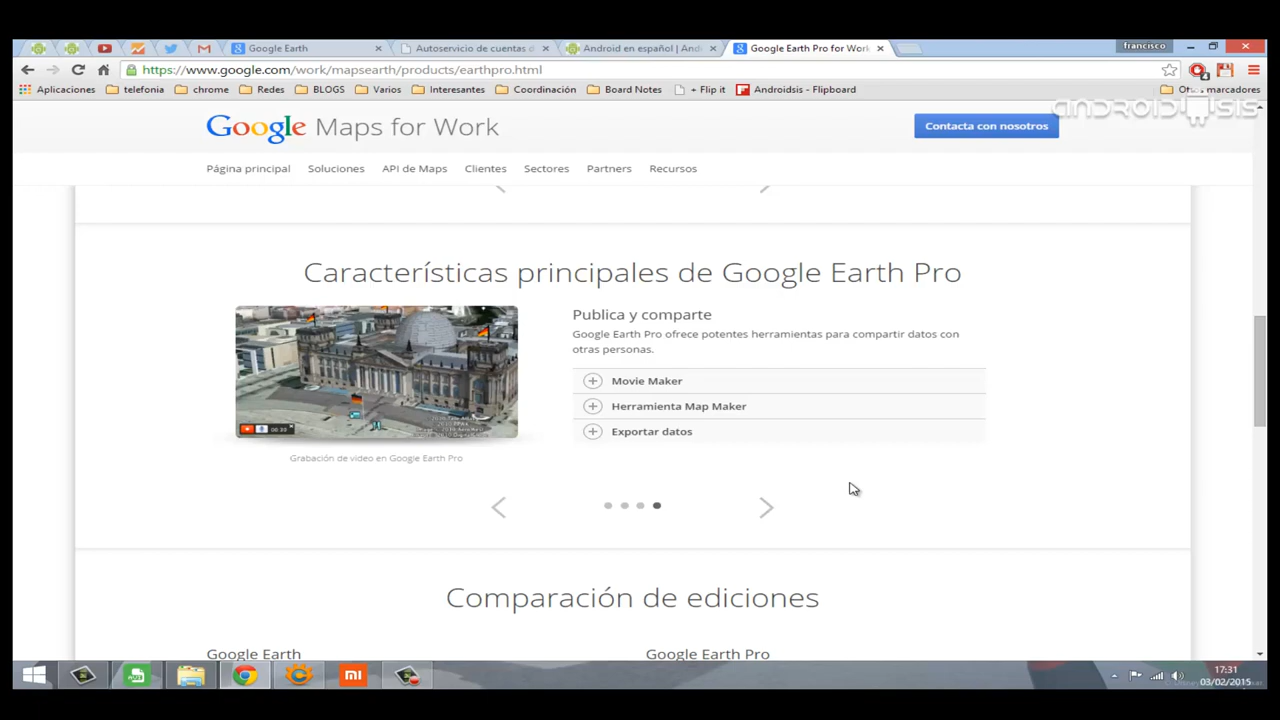 francisco
Google Earth
Autoservicio de cuentas d
Android en español | Andr
Google Earth Pro for Work
https://www.google.com/work/mapsearth/products/earthpro.html
Aplicaciones
telefonia
chrome
Redes
BLOGS
Varios
Interesantes
Coordinación
Board Notes
+ Flip it
Androidsis - Flipboard
Otros marcadores
ANDROIDSIS
Google Maps for Work
Contacta con nosotros
Página principal
Soluciones
API de Maps
Clientes
Sectores
Partners
Recursos
Características principales de Google Earth Pro
Publica y comparte
Google Earth Pro ofrece potentes herramientas para compartir datos con
otras personas.
Movie Maker
Herramienta Map Maker
Exportar datos
Grabación de video en Google Earth Pro
Comparación de ediciones
Google Earth
Google Earth Pro
17:31
03/02/2015